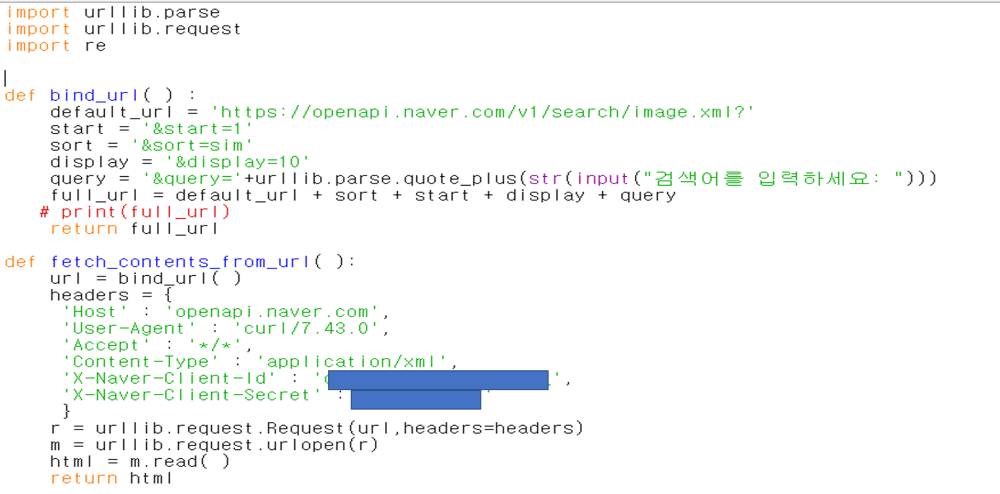 import urllib.parse
import urllib.request
import re
def bind_url( ) :
default_url = 'https://openapi.naver.com/v1/search/image.xml?'
start = '&start=1'
sort = '&sort=sim'
display = '&display=10'
query = '&query='+urllib.parse.quote_plus(str(input("검색어를 입력하세요: ")))
full_url = default_url + sort + start + display + query
# print(full_url)
return full_url
def fetch_contents_from_url( ):
url = bind_url( )
headers = {
'Host' : 'openapi.naver.com',
'User-Agent' : 'curl/7.43.0',
'Accept' : '*/*',
'Content-Type' : 'application/xml',
'X-Naver-Client-Id' : '',
'X-Naver-Client-Secret' : '
}
r = urllib.request.Request(url,headers=headers)
m = urllib.request.urlopen(r)
html = m.read( )
return html